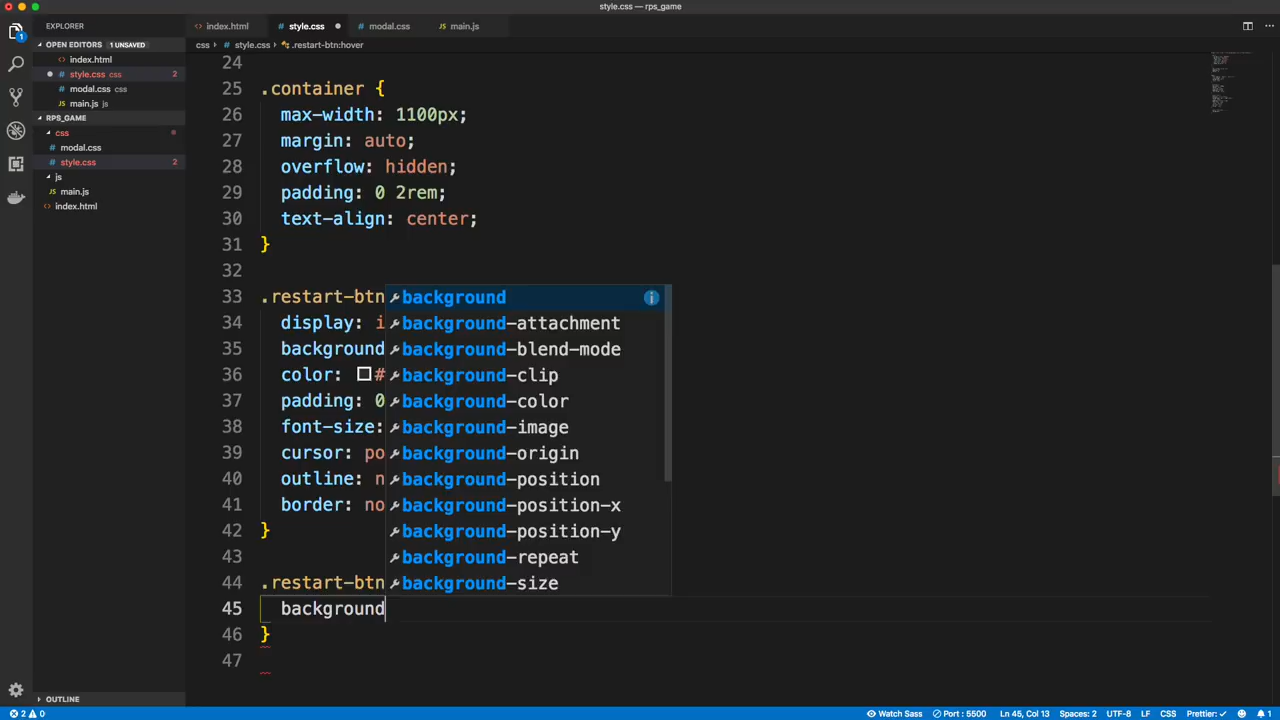 style.css — rps_game
EXPLORER
index.html style.css modal.css main.js
OPEN EDITORS 1 UNSAVED
css › style.css › .restart-btn:hover
index.html
style.css css 2
modal.css css
main.js js
RPS_GAME
css
modal.css
style.css 2
js
main.js
index.html
24
25 .container {
26 max-width: 1100px;
27 margin: auto;
28 overflow: hidden;
29 padding: 0 2rem;
30 text-align: center;
31 }
32
33 .restart-btn
34 display: i
35 background
36 color: #
37 padding: 0
38 font-size:
39 cursor: po
40 outline: n
41 border: no
42 }
43
44 .restart-btn
45 background
46 }
47
background
background-attachment
background-blend-mode
background-clip
background-color
background-image
background-origin
background-position
background-position-x
background-position-y
background-repeat
background-size
OUTLINE
2 0 Watch Sass Port : 5500 Ln 45, Col 13 Spaces: 2 UTF-8 LF CSS Prettier: ✓ 1